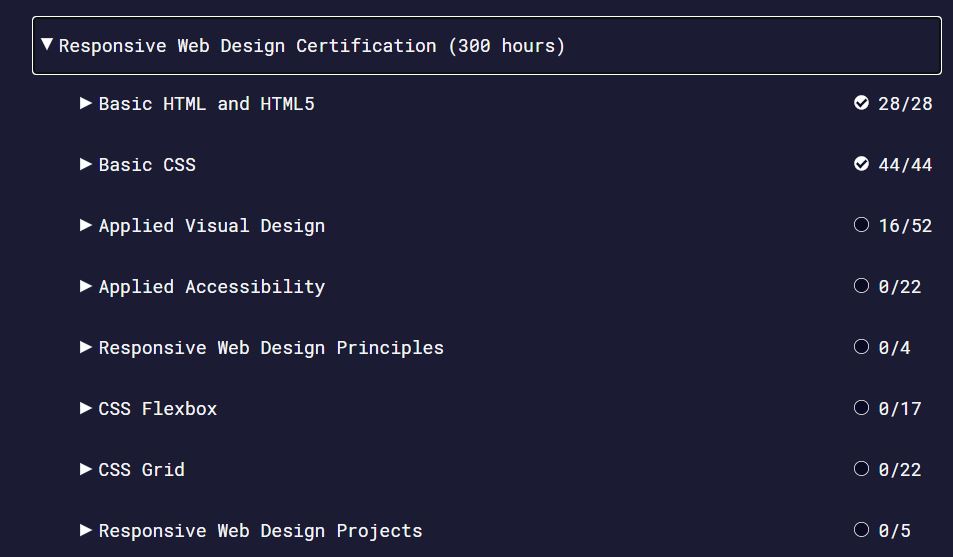 Responsive Web Design Certification (300 hours)
Basic HTML and HTML5 28/28
Basic CSS 44/44
Applied Visual Design 16/52
Applied Accessibility 0/22
Responsive Web Design Principles 0/4
CSS Flexbox 0/17
CSS Grid 0/22
Responsive Web Design Projects 0/5